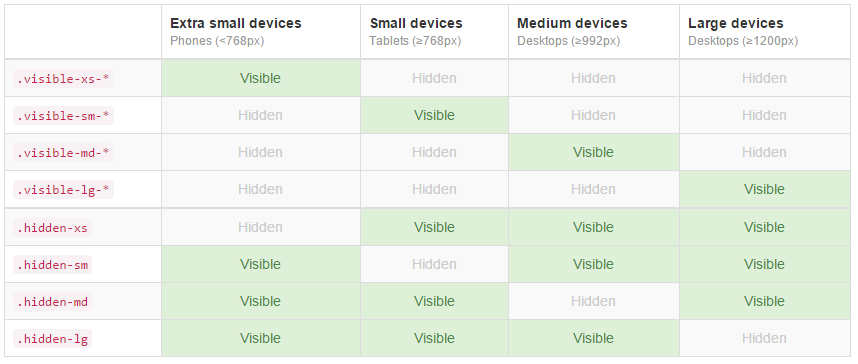 Extra small devices Small devices Medium devices Large devices
Phones (<768px) Tablets (≥768px) Desktops (≥992px) Desktops (≥1200px)
.visible-xs-* Visible Hidden Hidden Hidden
.visible-sm-* Hidden Visible Hidden Hidden
.visible-md-* Hidden Hidden Visible Hidden
.visible-lg-* Hidden Hidden Hidden Visible
.hidden-xs Hidden Visible Visible Visible
.hidden-sm Visible Hidden Visible Visible
.hidden-md Visible Visible Hidden Visible
.hidden-lg Visible Visible Visible Hidden